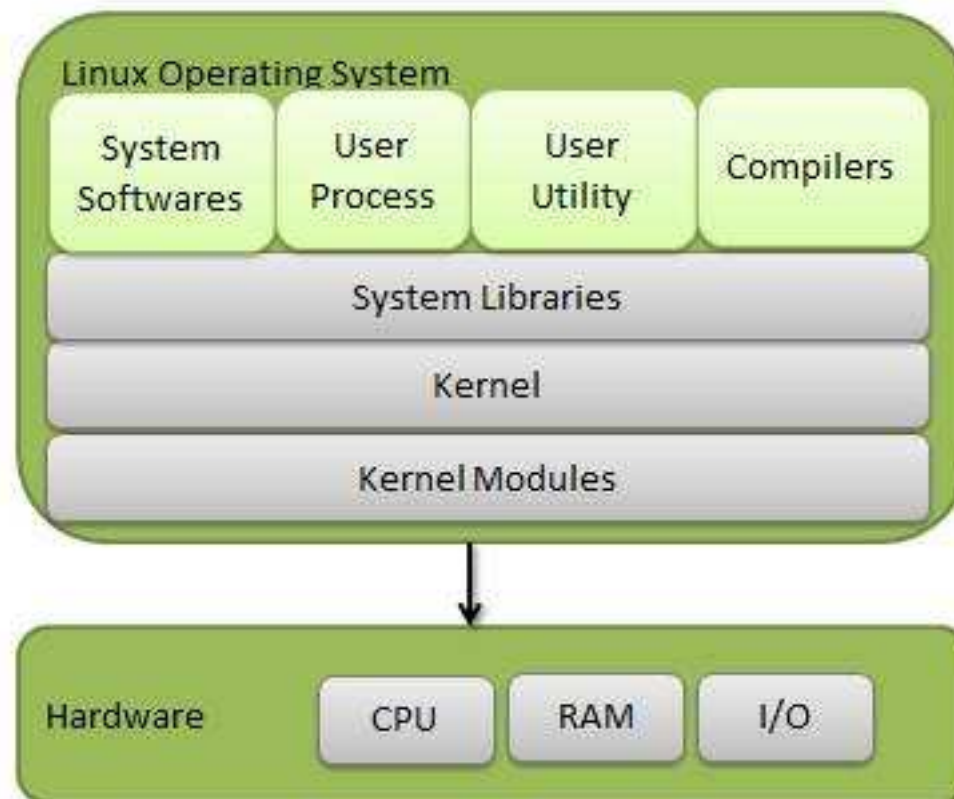 Linux Operating System
System
Softwares
User
Process
User
Utility
Compilers
System Libraries
Kernel
Kernel Modules
Hardware
CPU
RAM
I/O